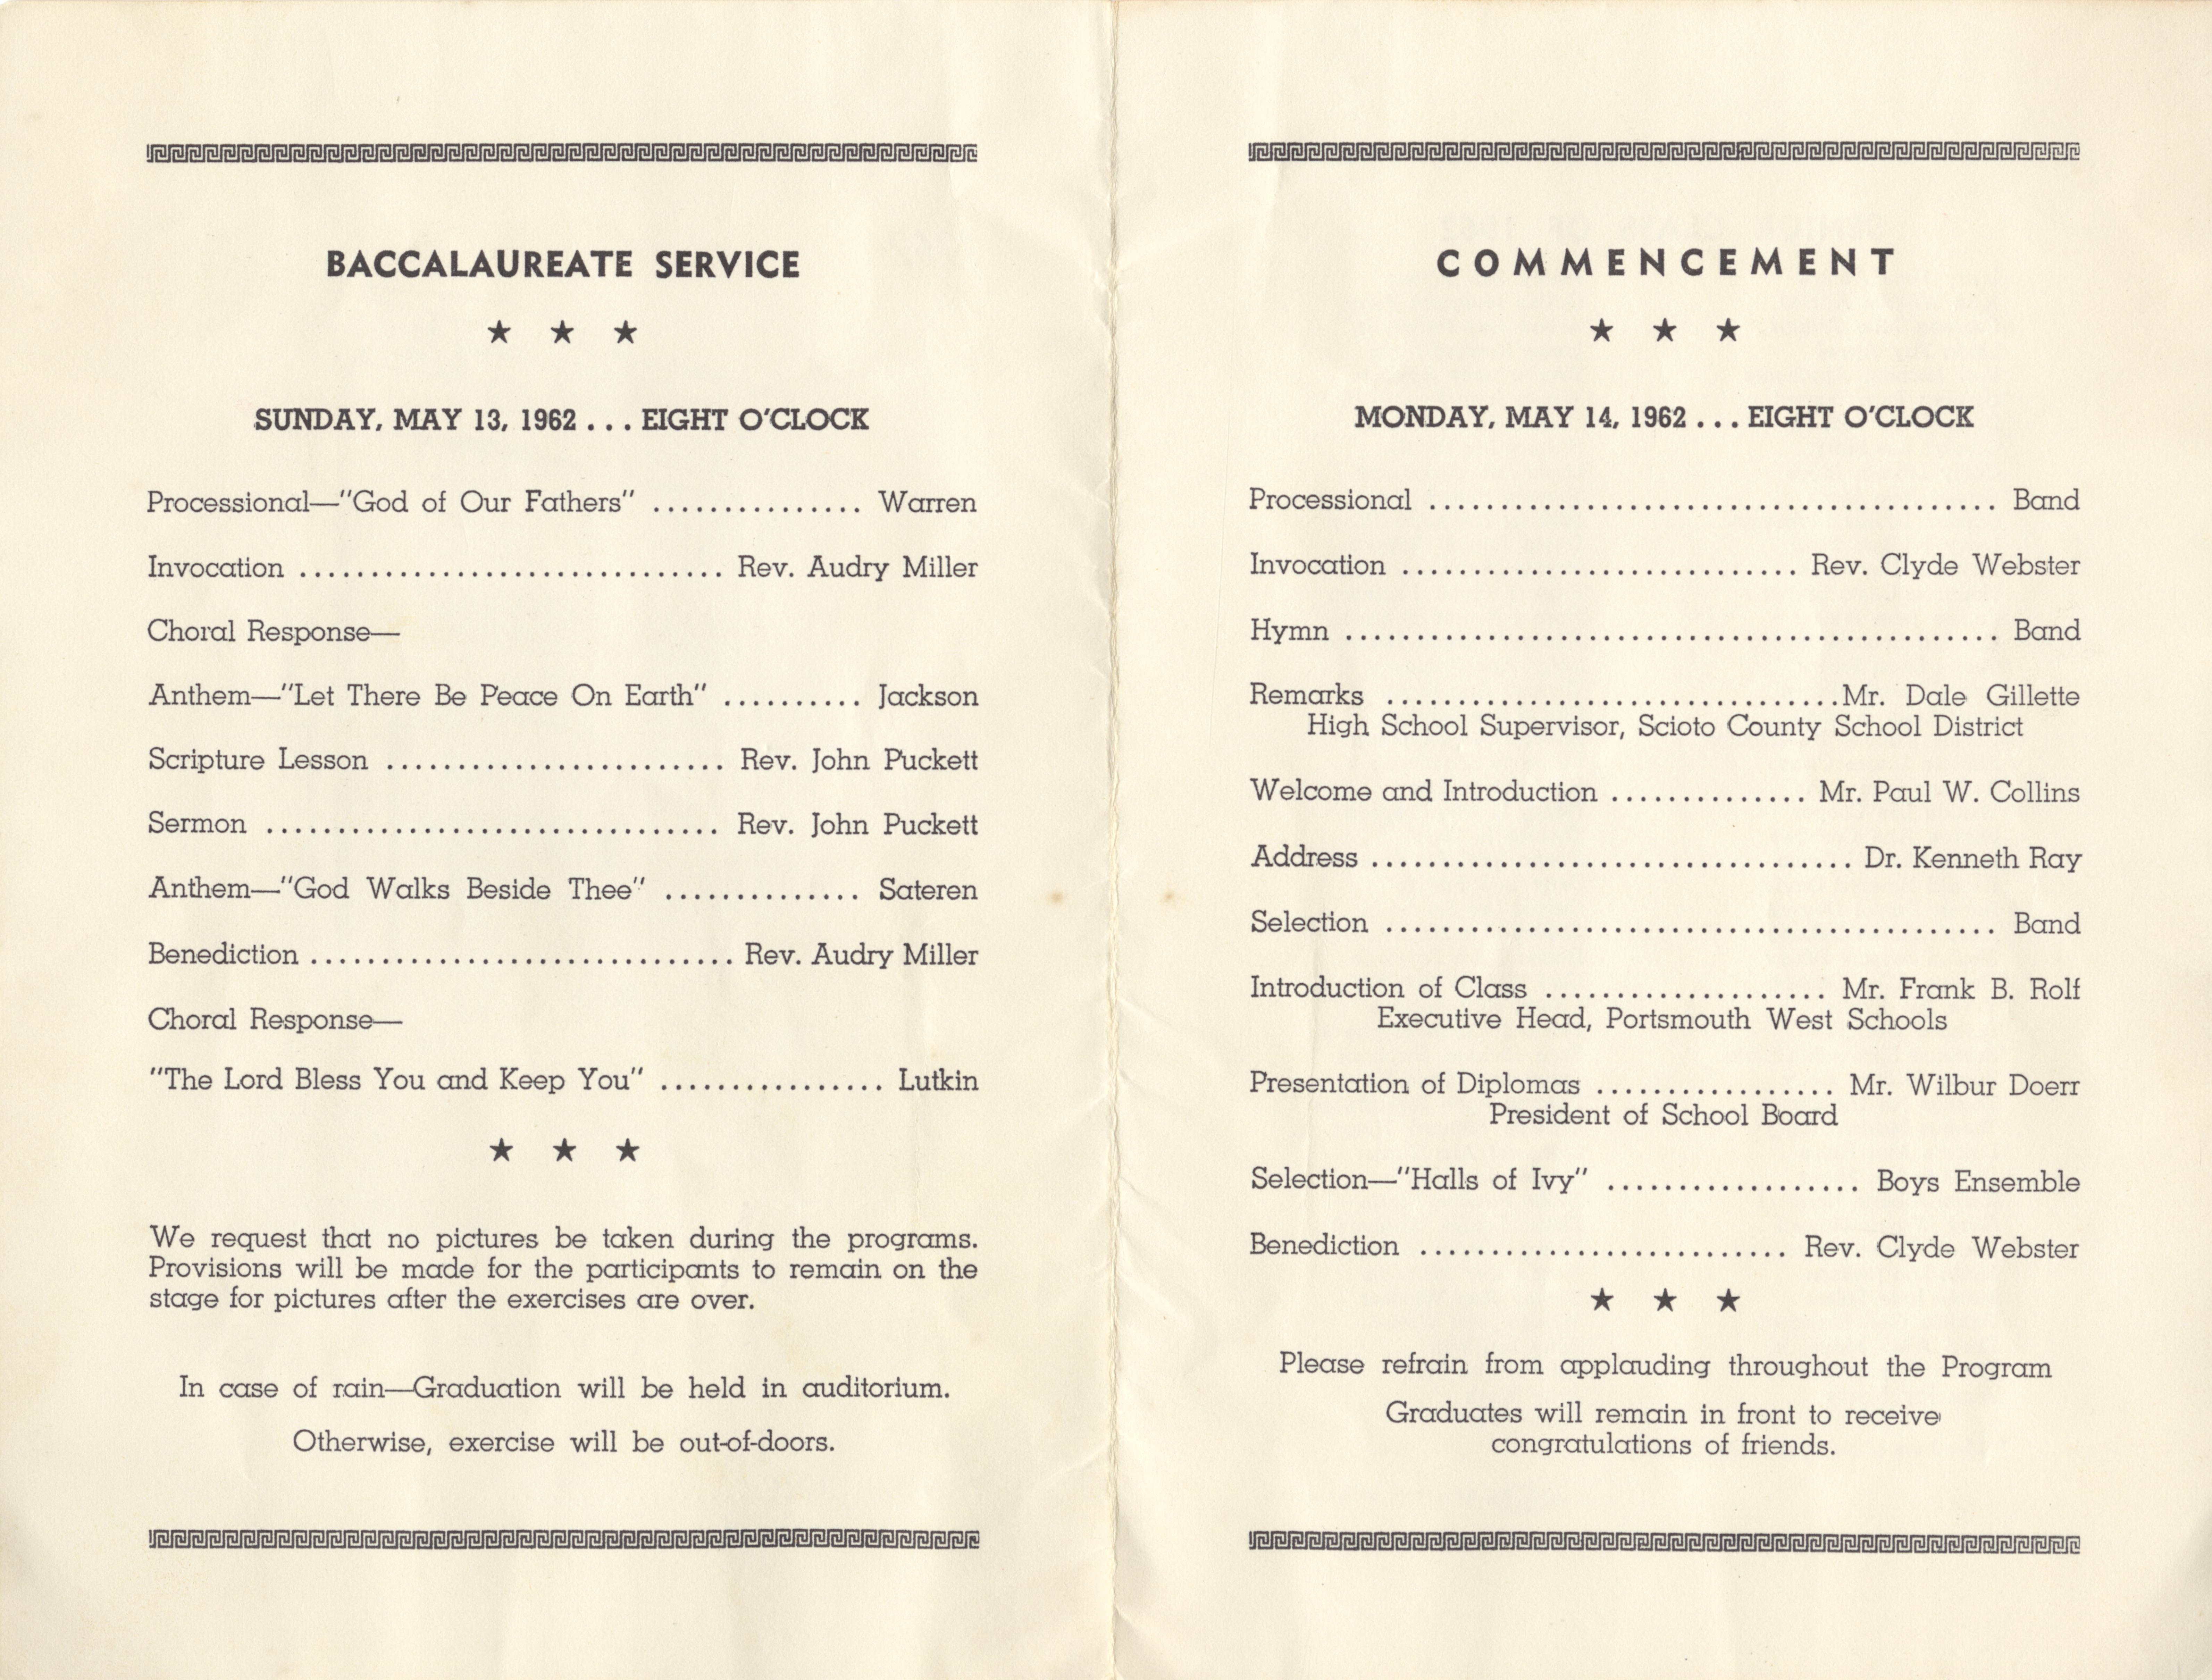 BACCALAUREATE SERVICE
★ ★ ★
SUNDAY, MAY 13, 1962 . . . EIGHT O'CLOCK
Processional—"God of Our Fathers" ............... Warren
Invocation .............................. Rev. Audry Miller
Choral Response—
Anthem—"Let There Be Peace On Earth" .......... Jackson
Scripture Lesson ........................ Rev. John Puckett
Sermon ................................ Rev. John Puckett
Anthem—"God Walks Beside Thee" .............. Sateren
Benediction .............................. Rev. Audry Miller
Choral Response—
"The Lord Bless You and Keep You" ................ Lutkin
★ ★ ★
We request that no pictures be taken during the programs.
Provisions will be made for the participants to remain on the
stage for pictures after the exercises are over.
In case of rain—Graduation will be held in auditorium.
Otherwise, exercise will be out-of-doors.
COMMENCEMENT
★ ★ ★
MONDAY, MAY 14, 1962 . . . EIGHT O'CLOCK
Processional ........................................ Band
Invocation ............................ Rev. Clyde Webster
Hymn .............................................. Band
Remarks ................................Mr. Dale Gillette
High School Supervisor, Scioto County School District
Welcome and Introduction .............. Mr. Paul W. Collins
Address .................................. Dr. Kenneth Ray
Selection ........................................... Band
Introduction of Class .................... Mr. Frank B. Rolf
Executive Head, Portsmouth West Schools
Presentation of Diplomas ................. Mr. Wilbur Doerr
President of School Board
Selection—"Halls of Ivy" .................. Boys Ensemble
Benediction .......................... Rev. Clyde Webster
★ ★ ★
Please refrain from applauding throughout the Program
Graduates will remain in front to receive
congratulations of friends.